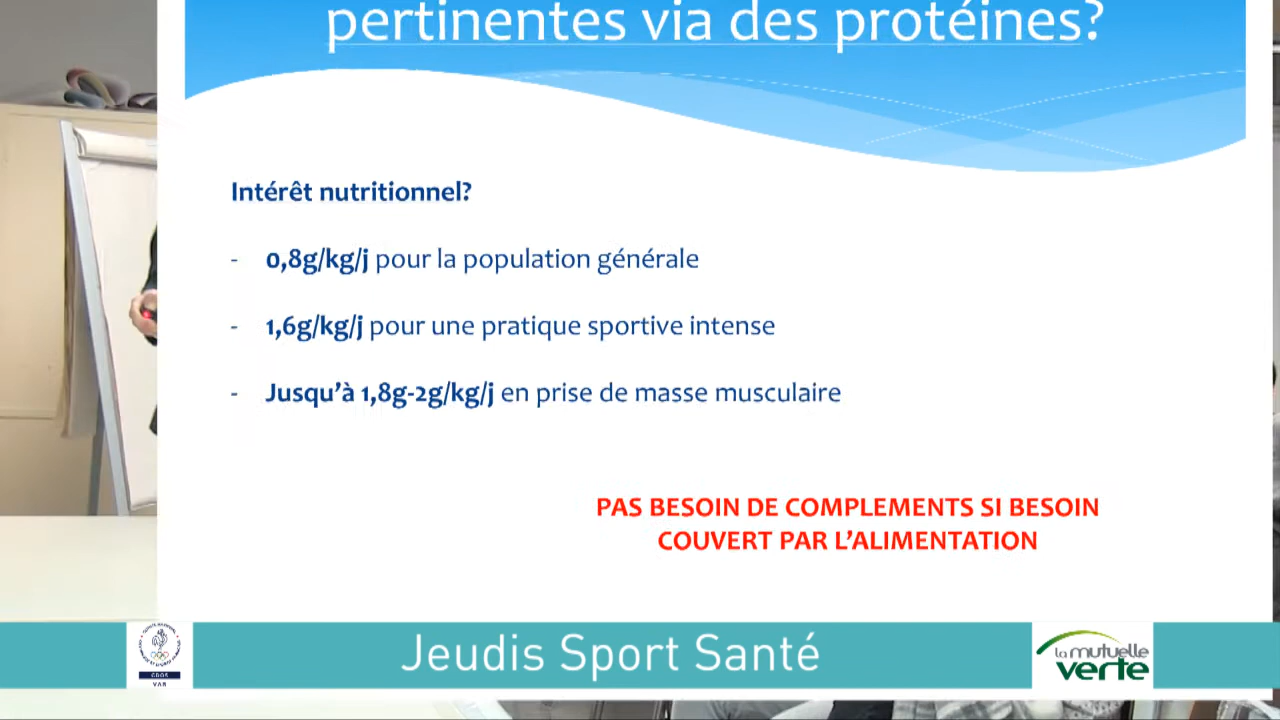 pertinentes via des protéines?
Intérêt nutritionnel?
- 0,8g/kg/j pour la population générale
- 1,6g/kg/j pour une pratique sportive intense
- Jusqu’à 1,8g-2g/kg/j en prise de masse musculaire
PAS BESOIN DE COMPLEMENTS SI BESOIN
COUVERT PAR L’ALIMENTATION
Jeudis Sport Santé
CDOS
VAR
la mutuelle
verte